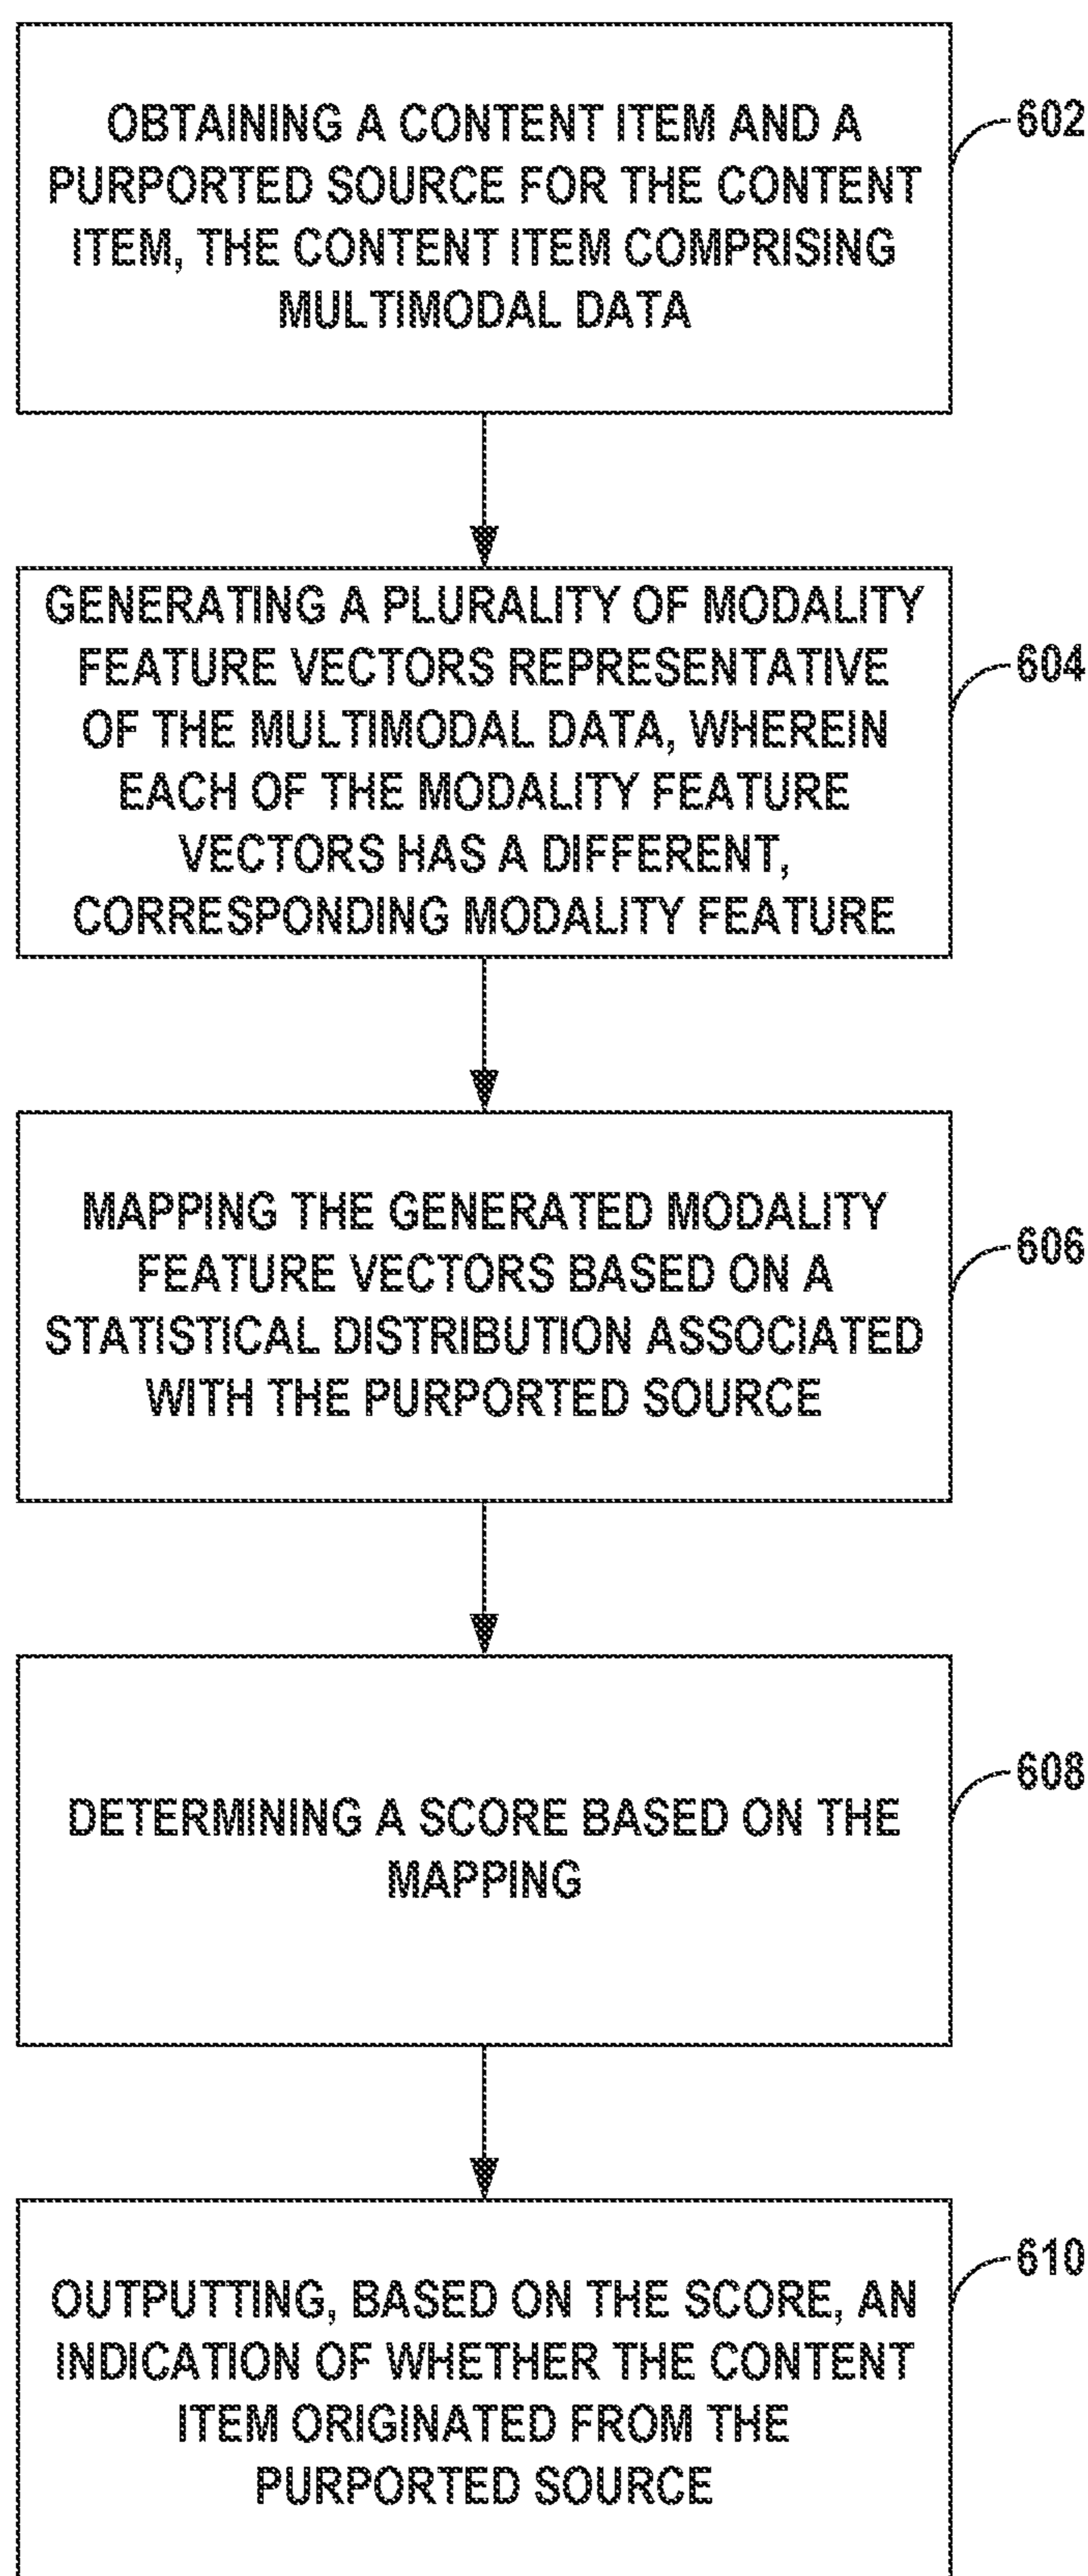 OBTAINING A CONTENT ITEM AND A
PURPORTED SOURCE FOR THE CONTENT
ITEM, THE CONTENT ITEM COMPRISING
MULTIMODAL DATA
602
GENERATING A PLURALITY OF MODALITY
FEATURE VECTORS REPRESENTATIVE
OF THE MULTIMODAL DATA, WHEREIN
EACH OF THE MODALITY FEATURE
VECTORS HAS A DIFFERENT,
CORRESPONDING MODALITY FEATURE
604
MAPPING THE GENERATED MODALITY
FEATURE VECTORS BASED ON A
STATISTICAL DISTRIBUTION ASSOCIATED
WITH THE PURPORTED SOURCE
606
DETERMINING A SCORE BASED ON THE
MAPPING
608
OUTPUTTING, BASED ON THE SCORE, AN
INDICATION OF WHETHER THE CONTENT
ITEM ORIGINATED FROM THE
PURPORTED SOURCE
610